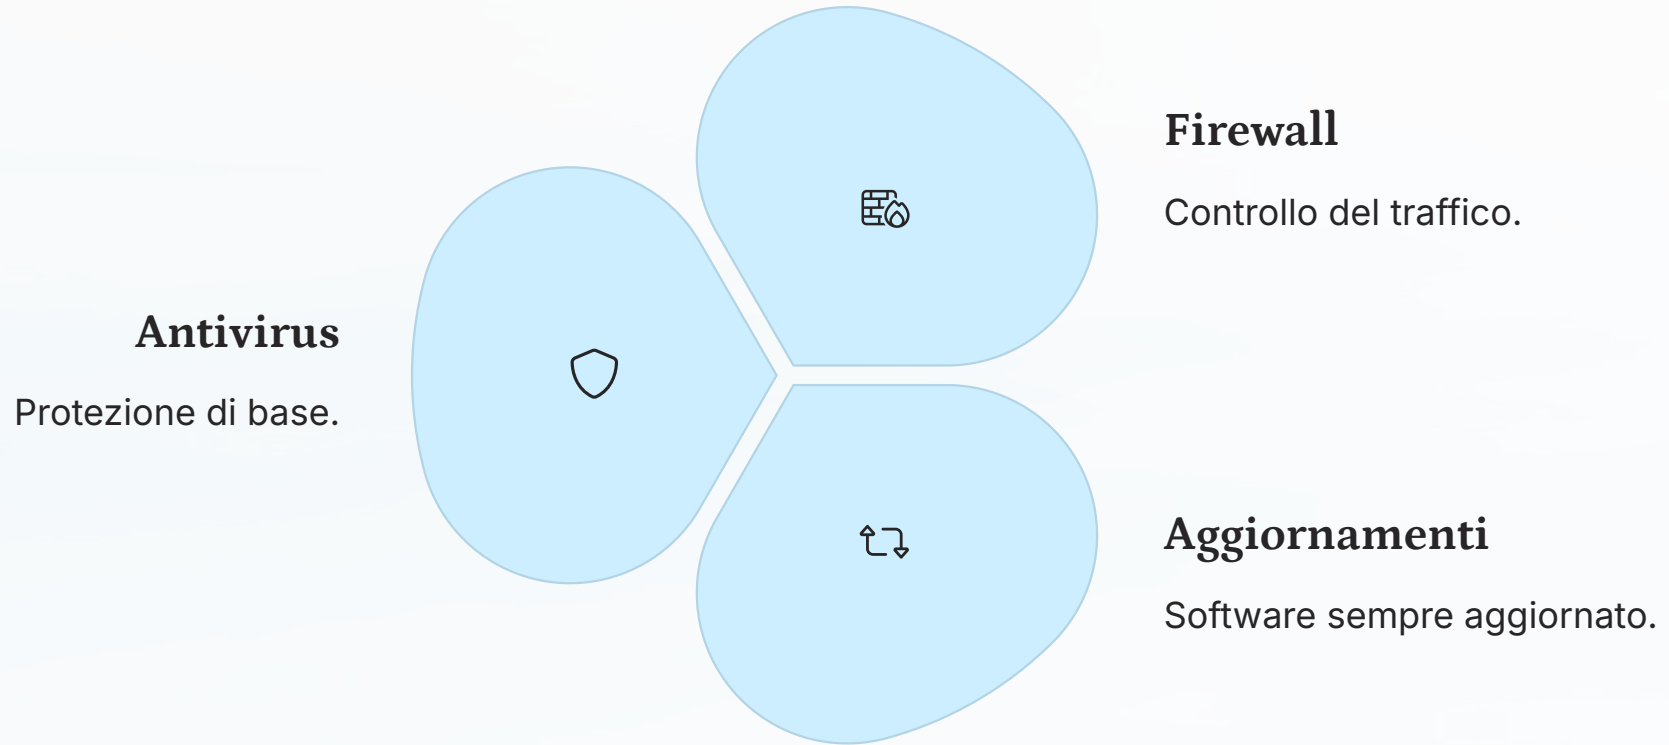 Firewall
Controllo del traffico.
Antivirus
Protezione di base.
Aggiornamenti
Software sempre aggiornato.